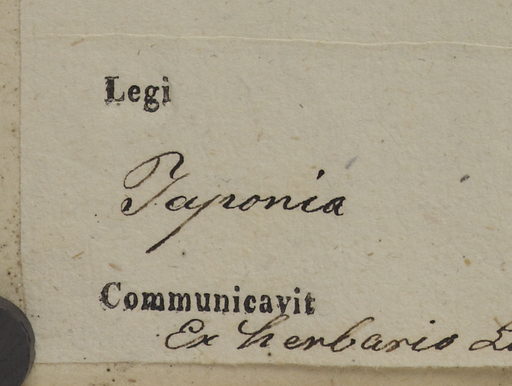 Legi
Japonia
Communicavit
Ex herbario